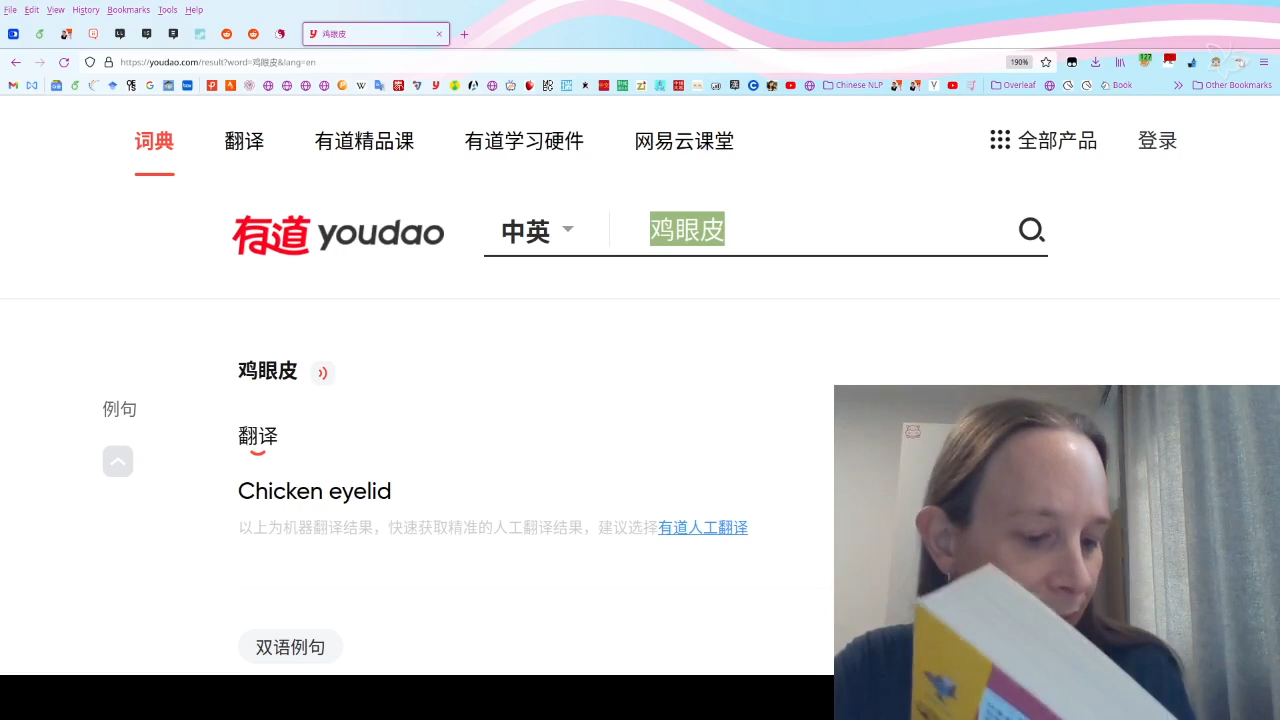 File Edit View History Bookmarks Tools Help
鸡眼皮
https://youdao.com/result?word=鸡眼皮&lang=en
190%
127
Chinese NLP
Overleaf
Book
Other Bookmarks
词典 翻译 有道精品课 有道学习硬件 网易云课堂 全部产品 登录
有道 youdao 中英 鸡眼皮
鸡眼皮
例句
翻译
Chicken eyelid
以上为机器翻译结果，快速获取精准的人工翻译结果，建议选择有道人工翻译
双语例句